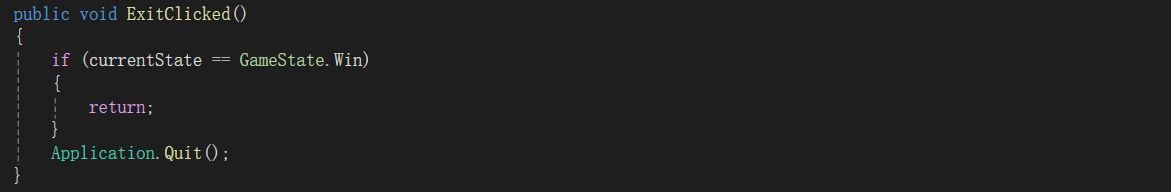 public void ExitClicked()
{
    if (currentState == GameState.Win)
    {
        return;
    }
    Application.Quit();
}